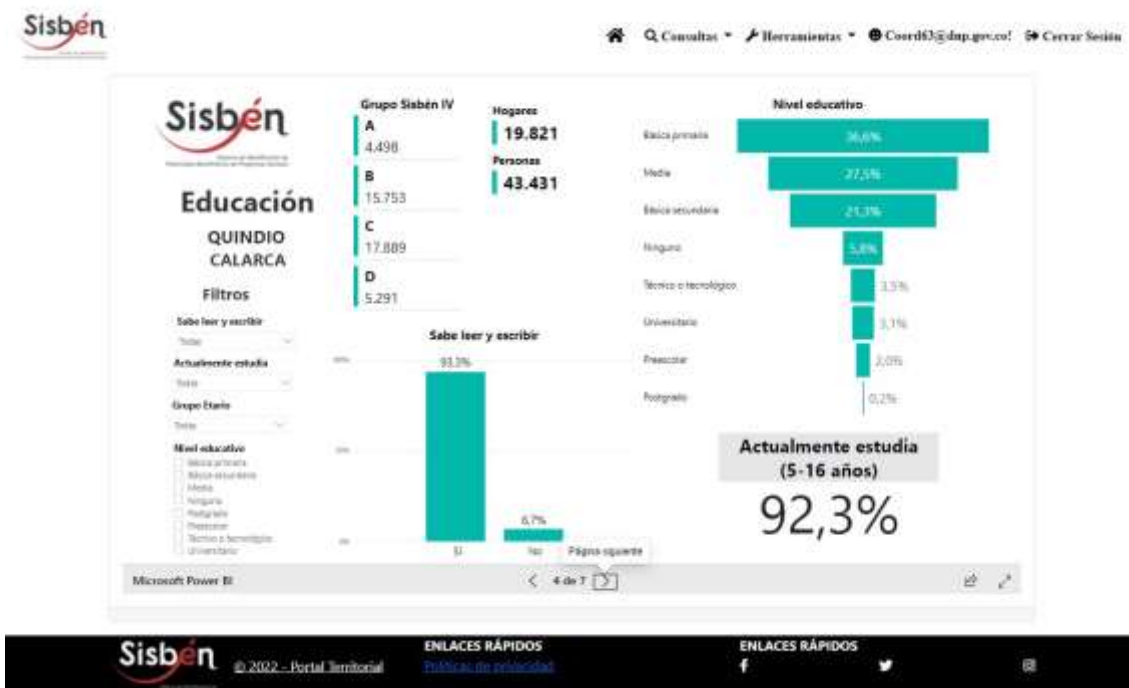 Sisbén
Consultas
Herramientas
Coord63@dnp.gov.co!
Cerrar Sesión
Sisbén
Educación
QUINDIO
CALARCA
Filtros
Sabe leer y escribir
Todas
Actualmente estudia
Todas
Grupo Etario
Todas
Nivel educativo
Básica primaria
Básica secundaria
Media
Ninguno
Postgrado
Preescolar
Técnico o tecnológico
Universitario
Grupo Sisbén IV
A
4.498
B
15.753
C
17.889
D
5.291
Hogares
19.821
Personas
43.431
Sabe leer y escribir
93,3%
6,7%
Sí
No
Página siguiente
Nivel educativo
Básica primaria
36,6%
Media
27,5%
Básica secundaria
21,3%
Ninguno
5,8%
Técnico o tecnológico
3,5%
Universitario
3,1%
Preescolar
2,0%
Postgrado
0,2%
Actualmente estudia
(5-16 años)
92,3%
Microsoft Power BI
4 de 7
Sisbén
© 2022 - Portal Territorial
ENLACES RÁPIDOS
Políticas de privacidad
ENLACES RÁPIDOS